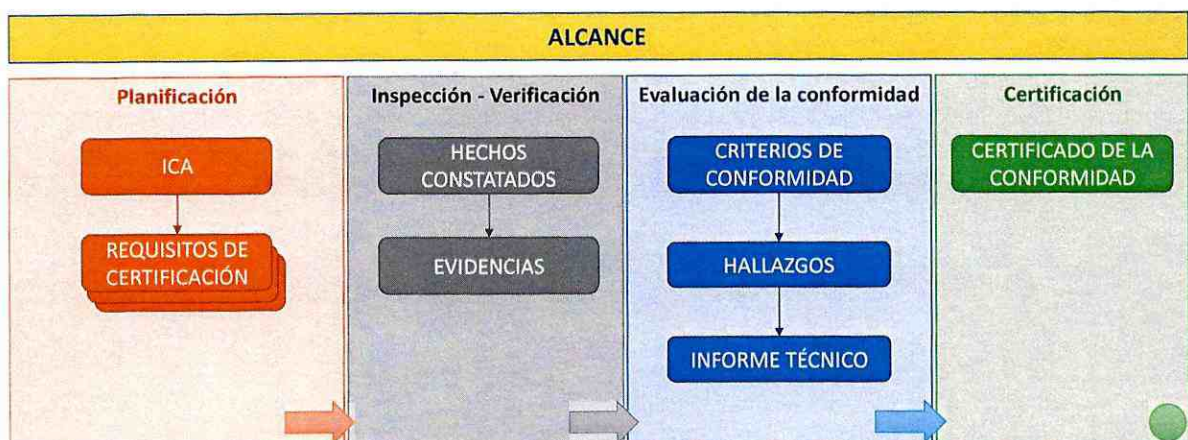 ALCANCE
Planificación
ICA
REQUISITOS DE
CERTIFICACIÓN
Inspección - Verificación
HECHOS
CONSTATADOS
EVIDENCIAS
Evaluación de la conformidad
CRITERIOS DE
CONFORMIDAD
HALLAZGOS
INFORME TÉCNICO
Certificación
CERTIFICADO DE LA
CONFORMIDAD